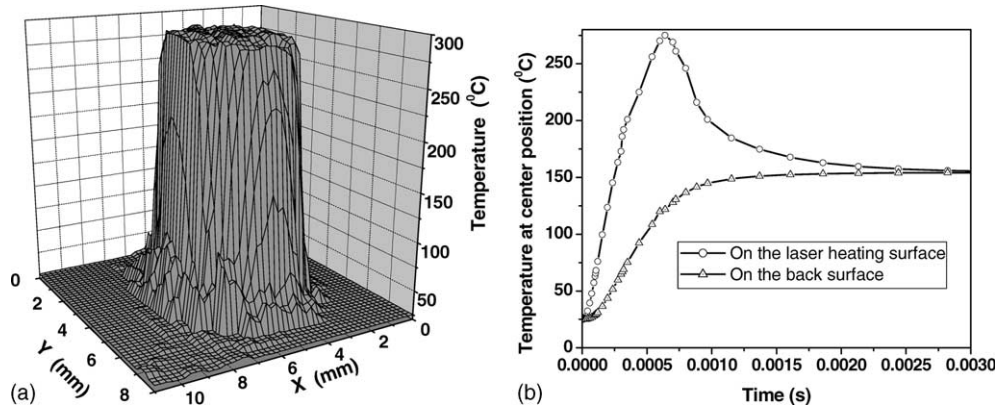 300
250
200
150
100
50
Temperature (⁰C)
0
2
4
6
8
Y (mm)
10
8
6
4
2
0
X (mm)
(a)
250
200
150
100
50
0
Temperature at center position (⁰C)
On the laser heating surface
On the back surface
0.0000 0.0005 0.0010 0.0015 0.0020 0.0025 0.0030
Time (s)
(b)